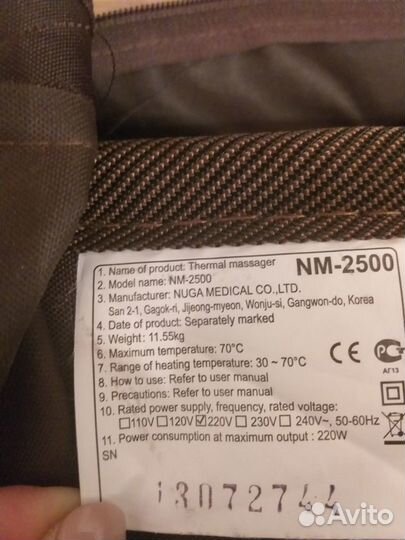 1. Name of product: Thermal massager NM-2500
2. Model name: NM-2500
3. Manufacturer: NUGA MEDICAL CO.,LTD.
San 2-1, Gagok-ri, Jijeong-myeon, Wonju-si, Gangwon-do, Korea
4. Date of product: Separately marked
5. Weight: 11.55kg
6. Maximum temperature: 70°C
7. Range of heating temperature: 30 ~ 70°C
8. How to use: Refer to user manual
9. Precautions: Refer to user manual
10. Rated power supply, frequency, rated voltage:
☐110V ☐120V ☑220V ☐230V ☐240V~, 50-60Hz
11. Power consumption at maximum output : 220W
SN
13072744
CE
РС
АГ13
Avito